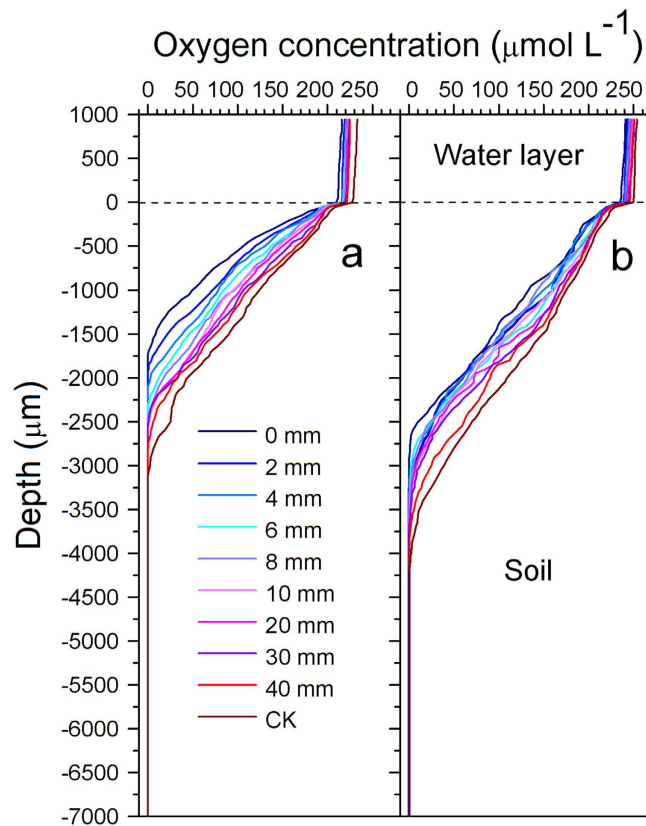 Oxygen concentration (μmol L-1)
0 50 100 150 200 250
0 50 100 150 200 250
1000
500
0
-500
-1000
-1500
-2000
-2500
-3000
-3500
-4000
-4500
-5000
-5500
-6000
-6500
-7000
Depth (μm)
Water layer
a
b
0 mm
2 mm
4 mm
6 mm
8 mm
10 mm
20 mm
30 mm
40 mm
CK
Soil